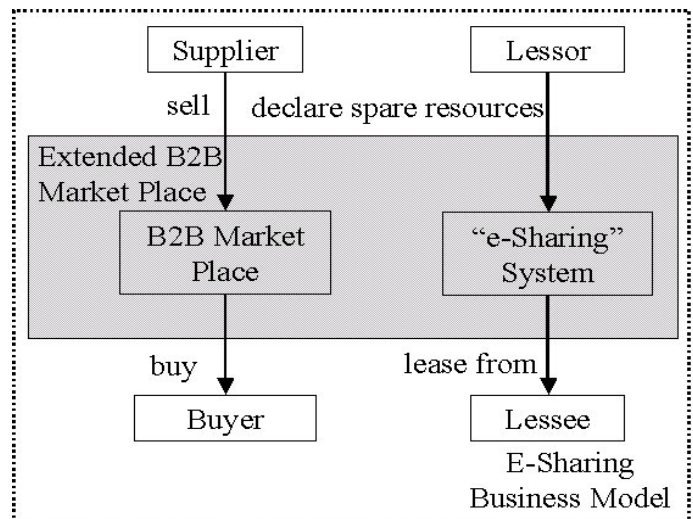 Supplier
Lessor
sell
declare spare resources
Extended B2B
Market Place
B2B Market
Place
“e-Sharing”
System
buy
lease from
Buyer
Lessee
E-Sharing
Business Model